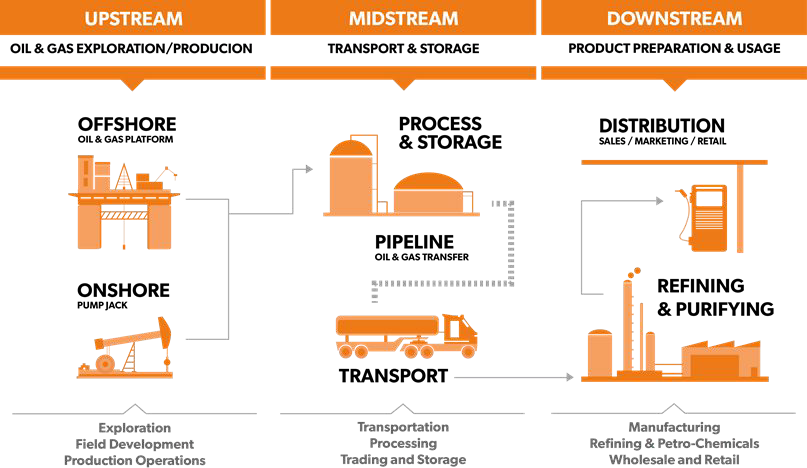 UPSTREAM
OIL & GAS EXPLORATION/PRODUCION
OFFSHORE
OIL & GAS PLATFORM
ONSHORE
PUMP JACK
Exploration
Field Development
Production Operations
MIDSTREAM
TRANSPORT & STORAGE
PROCESS
& STORAGE
PIPELINE
OIL & GAS TRANSFER
TRANSPORT
Transportation
Processing
Trading and Storage
DOWNSTREAM
PRODUCT PREPARATION & USAGE
DISTRIBUTION
SALES / MARKETING / RETAIL
REFINING
& PURIFYING
Manufacturing
Refining & Petro-Chemicals
Wholesale and Retail